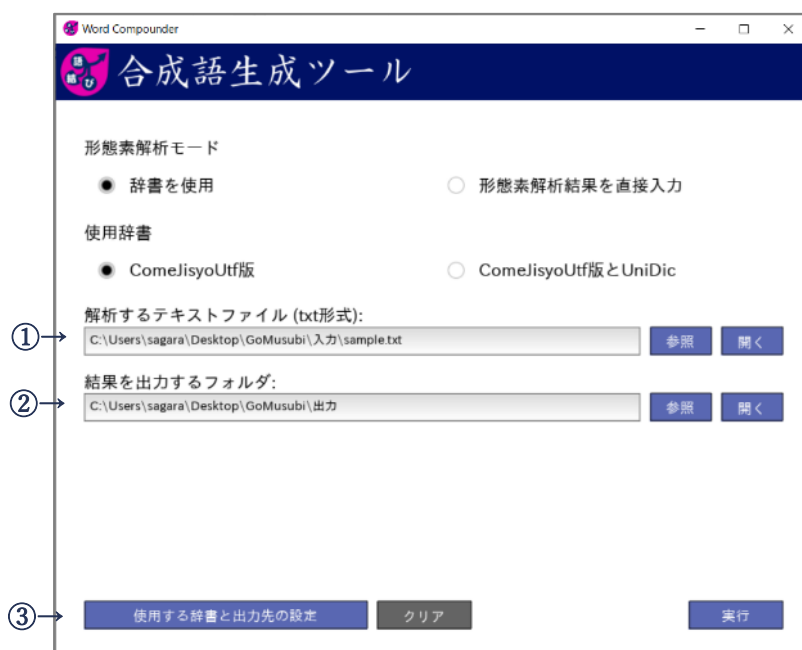 Word Compounder
語結び 合成語生成ツール
形態素解析モード
辞書を使用 形態素解析結果を直接入力
使用辞書
ComeJisyoUtf版 ComeJisyoUtf版とUniDic
解析するテキストファイル (txt形式):
① C:\Users\sagara\Desktop\GoMusubi\入力\sample.txt 参照 開く
結果を出力するフォルダ:
② C:\Users\sagara\Desktop\GoMusubi\出力 参照 開く
③ 使用する辞書と出力先の設定 クリア 実行